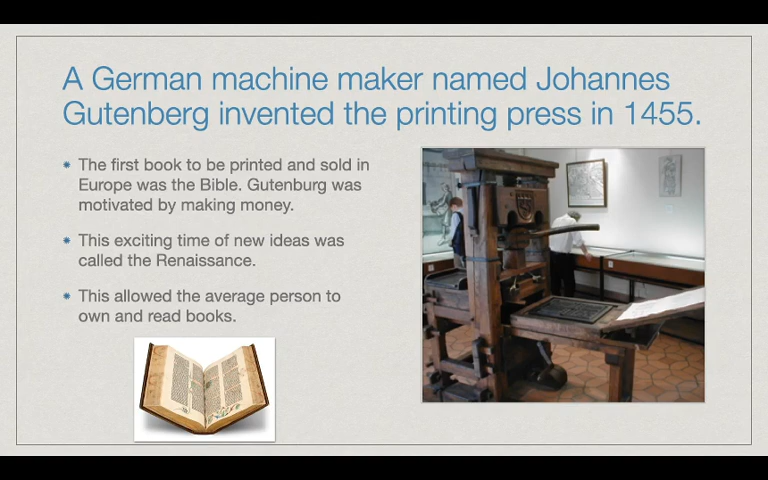 A German machine maker named Johannes
Gutenberg invented the printing press in 1455.
The first book to be printed and sold in
Europe was the Bible. Gutenburg was
motivated by making money.
This exciting time of new ideas was
called the Renaissance.
This allowed the average person to
own and read books.